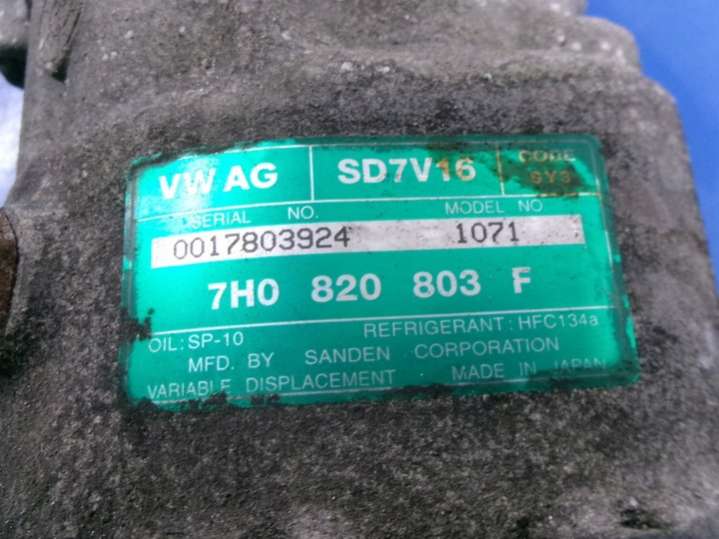 VW AG SD7V16 CODE
SERIAL NO. MODEL NO
0017803924 1071
7H0 820 803 F
OIL: SP-10 REFRIGERANT: HFC134a
MFD. BY SANDEN CORPORATION
VARIABLE DISPLACEMENT MADE IN JAPAN